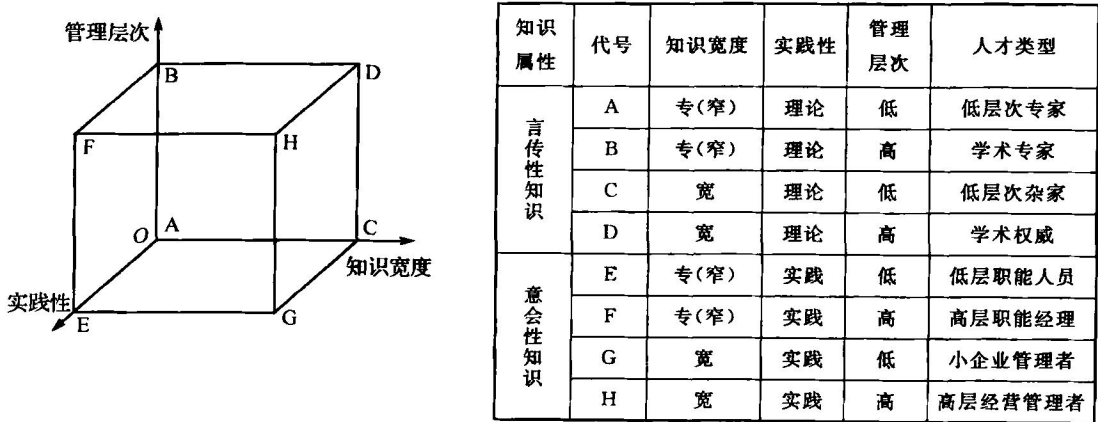 管理层次
B
D
F
H
O
A
C
知识宽度
实践性
E
G
知识属性 代号 知识宽度 实践性 管理层次 人才类型
言传性知识
A 专(窄) 理论 低 低层次专家
B 专(窄) 理论 高 学术专家
C 宽 理论 低 低层次杂家
D 宽 理论 高 学术权威
意会性知识
E 专(窄) 实践 低 低层职能人员
F 专(窄) 实践 高 高层职能经理
G 宽 实践 低 小企业管理者
H 宽 实践 高 高层经营管理者